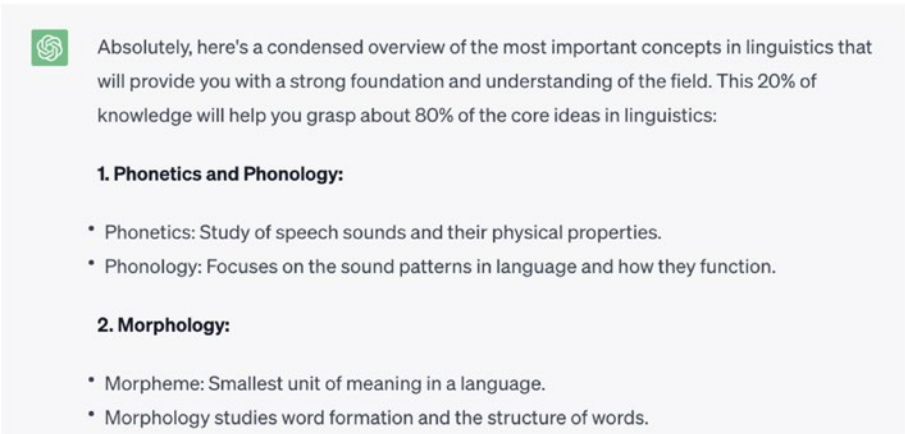 Absolutely, here's a condensed overview of the most important concepts in linguistics that
will provide you with a strong foundation and understanding of the field. This 20% of
knowledge will help you grasp about 80% of the core ideas in linguistics:
1. Phonetics and Phonology:
• Phonetics: Study of speech sounds and their physical properties.
• Phonology: Focuses on the sound patterns in language and how they function.
2. Morphology:
• Morpheme: Smallest unit of meaning in a language.
• Morphology studies word formation and the structure of words.